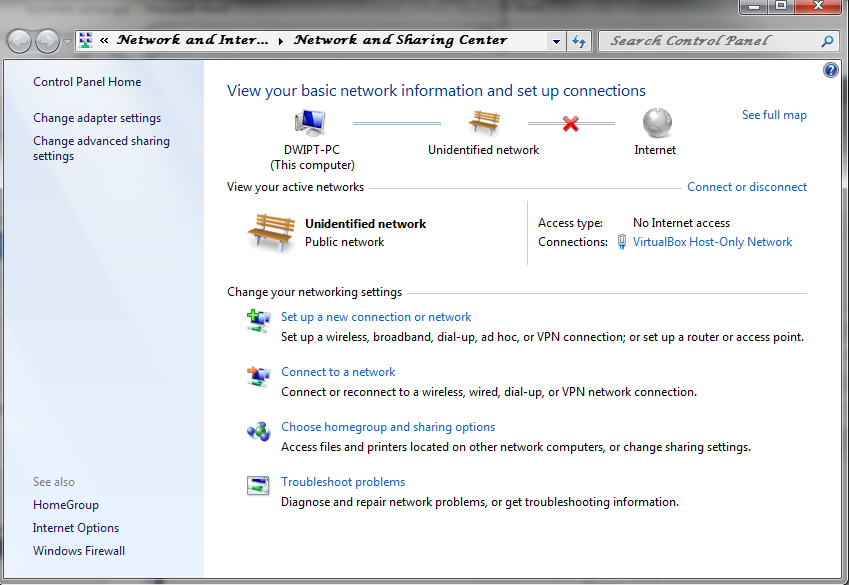 « Network and Inter... ▸ Network and Sharing Center
Search Control Panel
Control Panel Home
Change adapter settings
Change advanced sharing
settings
See also
HomeGroup
Internet Options
Windows Firewall
View your basic network information and set up connections
See full map
DWIPT-PC
(This computer)
Unidentified network
Internet
View your active networks
Connect or disconnect
Unidentified network
Public network
Access type: No Internet access
Connections: VirtualBox Host-Only Network
Change your networking settings
Set up a new connection or network
Set up a wireless, broadband, dial-up, ad hoc, or VPN connection; or set up a router or access point.
Connect to a network
Connect or reconnect to a wireless, wired, dial-up, or VPN network connection.
Choose homegroup and sharing options
Access files and printers located on other network computers, or change sharing settings.
Troubleshoot problems
Diagnose and repair network problems, or get troubleshooting information.